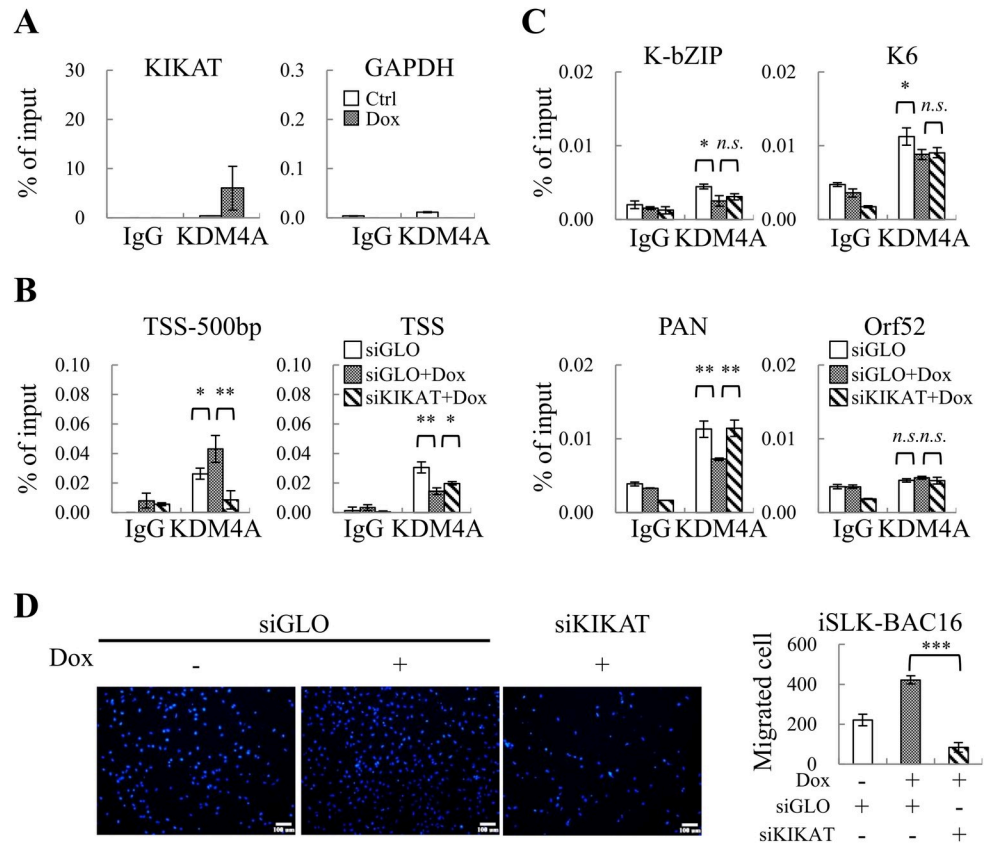 A
KIKAT
GAPDH
% of input
30
20
10
0
0.3
0.2
0.1
0.0
Ctrl
Dox
IgG KDM4A
IgG KDM4A
C
K-bZIP
K6
% of input
0.02
0.01
0.00
0.02
0.01
0.00
* n.s.
* n.s.
IgG KDM4A
IgG KDM4A
B
TSS-500bp
TSS
% of input
0.10
0.08
0.06
0.04
0.02
0.00
0.10
0.08
0.06
0.04
0.02
0.00
siGLO
siGLO+Dox
siKIKAT+Dox
* **
** *
IgG KDM4A
IgG KDM4A
PAN
Orf52
% of input
0.02
0.01
0.00
0.02
0.01
0.00
siGLO
siGLO+Dox
siKIKAT+Dox
** **
n.s. n.s.
IgG KDM4A
IgG KDM4A
D
siGLO
siKIKAT
Dox
- + +
100 um
100 um
100 um
iSLK-BAC16
Migrated cell
600
400
200
0
***
Dox - + +
siGLO + + -
siKIKAT - - +